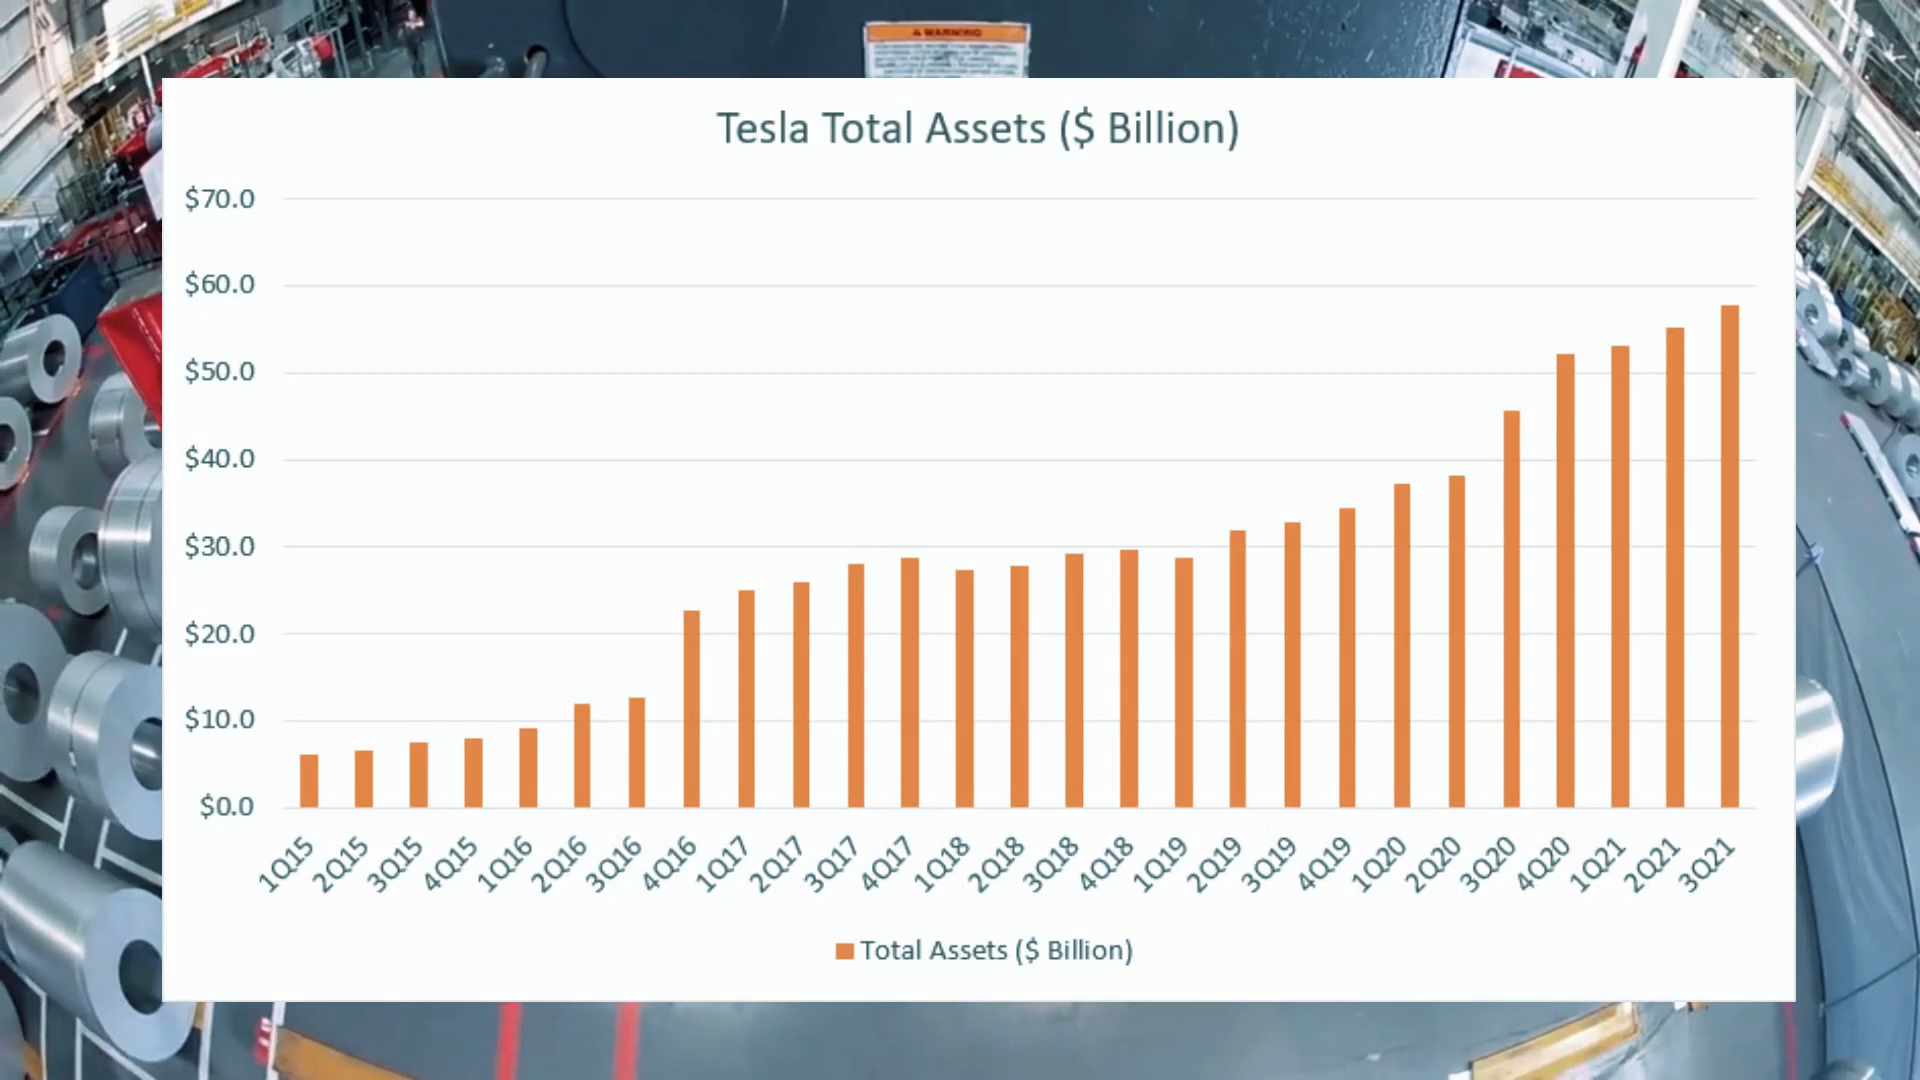 WARNING
Tesla Total Assets ($ Billion)
$70.0
$60.0
$50.0
$40.0
$30.0
$20.0
$10.0
$0.0
1Q15 2Q15 3Q15 4Q15 1Q16 2Q16 3Q16 4Q16 1Q17 2Q17 3Q17 4Q17 1Q18 2Q18 3Q18 4Q18 1Q19 2Q19 3Q19 4Q19 1Q20 2Q20 3Q20 4Q20 1Q21 2Q21 3Q21
Total Assets ($ Billion)